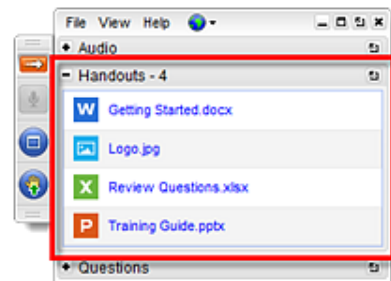 File View Help
Audio
Handouts - 4
W Getting Started.docx
Logo.jpg
X Review Questions.xlsx
P Training Guide.pptx
Questions